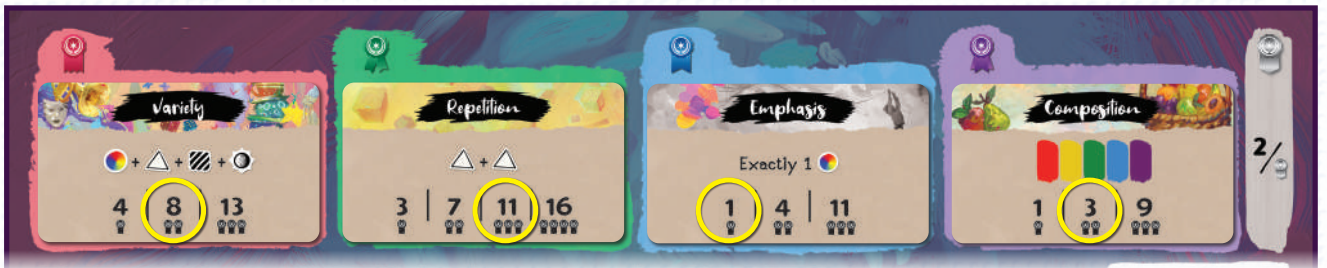 Variety
+ + +
4 8 13
Repetition
+
3 | 7 | 11 | 16
Emphasis
Exactly 1
1 | 4 | 11
Composition
1 3 9
2/